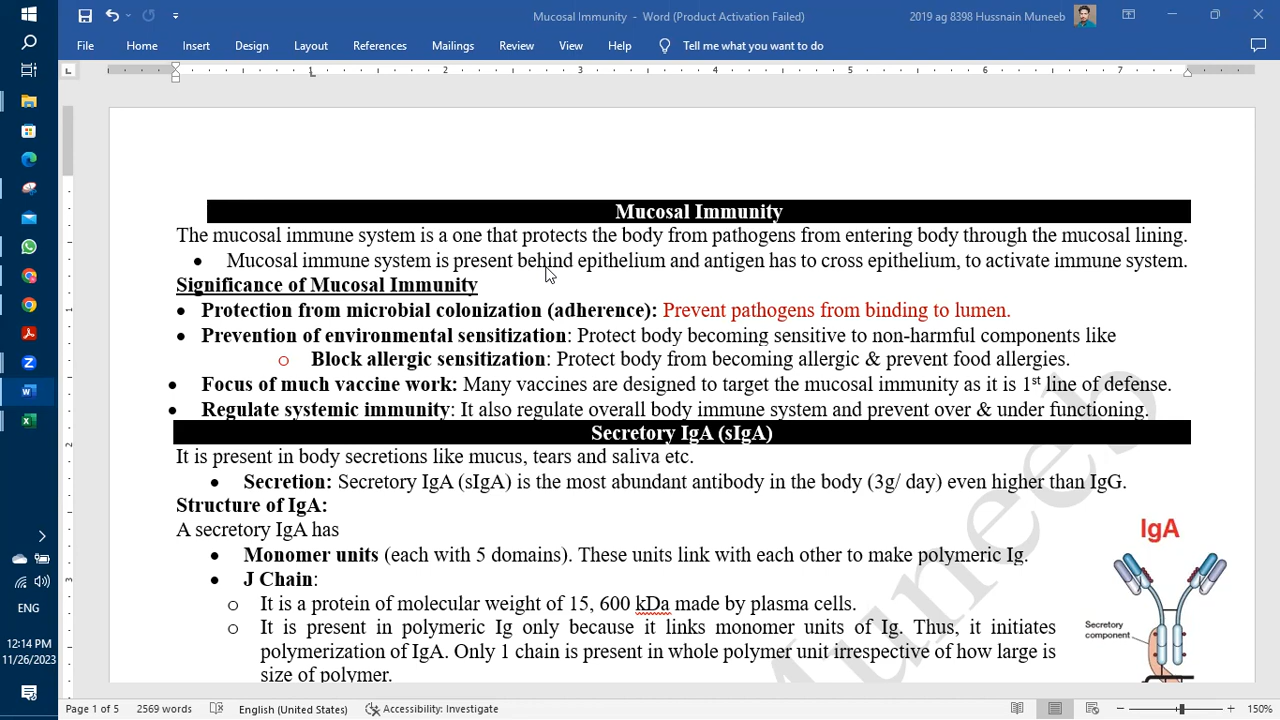 Mucosal Immunity - Word (Product Activation Failed)
2019 ag 8398 Hussnain Muneeb
File Home Insert Design Layout References Mailings Review View Help Tell me what you want to do
1 2 3 4 5 6 7
Mucosal Immunity
The mucosal immune system is a one that protects the body from pathogens from entering body through the mucosal lining.
• Mucosal immune system is present behind epithelium and antigen has to cross epithelium, to activate immune system.
Significance of Mucosal Immunity
• Protection from microbial colonization (adherence): Prevent pathogens from binding to lumen.
• Prevention of environmental sensitization: Protect body becoming sensitive to non-harmful components like
o Block allergic sensitization: Protect body from becoming allergic & prevent food allergies.
• Focus of much vaccine work: Many vaccines are designed to target the mucosal immunity as it is 1st line of defense.
• Regulate systemic immunity: It also regulate overall body immune system and prevent over & under functioning.
Secretory IgA (sIgA)
It is present in body secretions like mucus, tears and saliva etc.
• Secretion: Secretory IgA (sIgA) is the most abundant antibody in the body (3g/ day) even higher than IgG.
Structure of IgA:
A secretory IgA has
• Monomer units (each with 5 domains). These units link with each other to make polymeric Ig.
• J Chain:
o It is a protein of molecular weight of 15, 600 kDa made by plasma cells.
o It is present in polymeric Ig only because it links monomer units of Ig. Thus, it initiates
polymerization of IgA. Only 1 chain is present in whole polymer unit irrespective of how large is
size of polymer.
IgA
Secretory
component
Muneeb
1
2
3
ENG
12:14 PM
11/26/2023
Page 1 of 5 2569 words English (United States) Accessibility: Investigate 150%